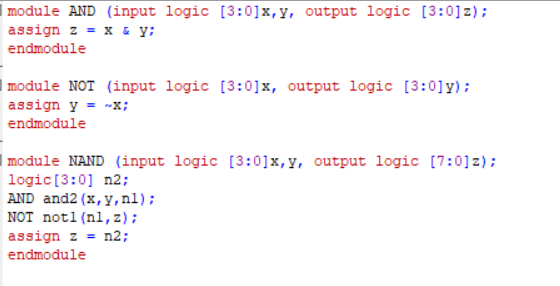 module AND (input logic [3:0]x,y, output logic [3:0]z);
assign z = x & y;
endmodule
module NOT (input logic [3:0]x, output logic [3:0]y);
assign y = ~x;
endmodule
module NAND (input logic [3:0]x,y, output logic [7:0]z);
logic[3:0] n2;
AND and2(x,y,n1);
NOT not1(n1,z);
assign z = n2;
endmodule